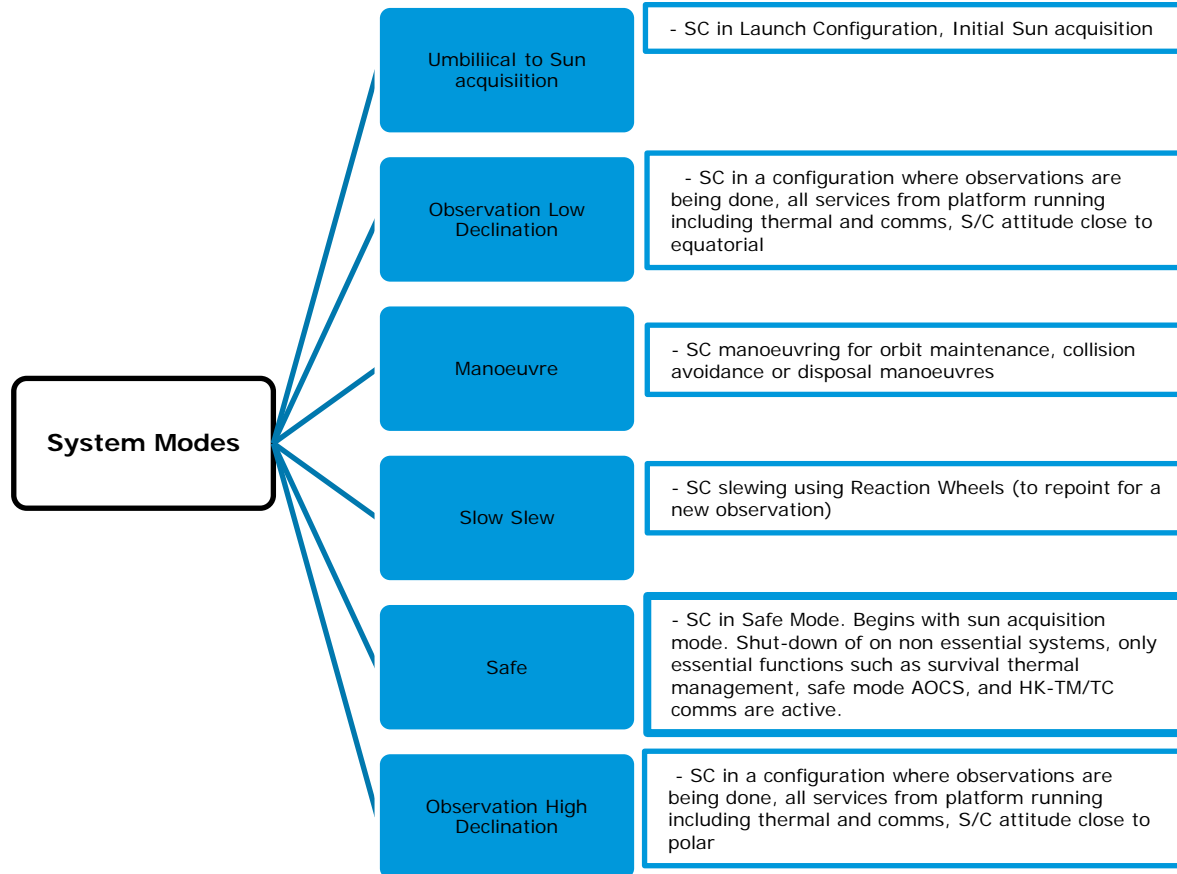 System Modes
Umbiliical to Sun
acquisiition
- SC in Launch Configuration, Initial Sun acquisition
Observation Low
Declination
- SC in a configuration where observations are
being done, all services from platform running
including thermal and comms, S/C attitude close to
equatorial
Manoeuvre
- SC manoeuvring for orbit maintenance, collision
avoidance or disposal manoeuvres
Slow Slew
- SC slewing using Reaction Wheels (to repoint for a
new observation)
Safe
- SC in Safe Mode. Begins with sun acquisition
mode. Shut-down of on non essential systems, only
essential functions such as survival thermal
management, safe mode AOCS, and HK-TM/TC
comms are active.
Observation High
Declination
- SC in a configuration where observations are
being done, all services from platform running
including thermal and comms, S/C attitude close to
polar